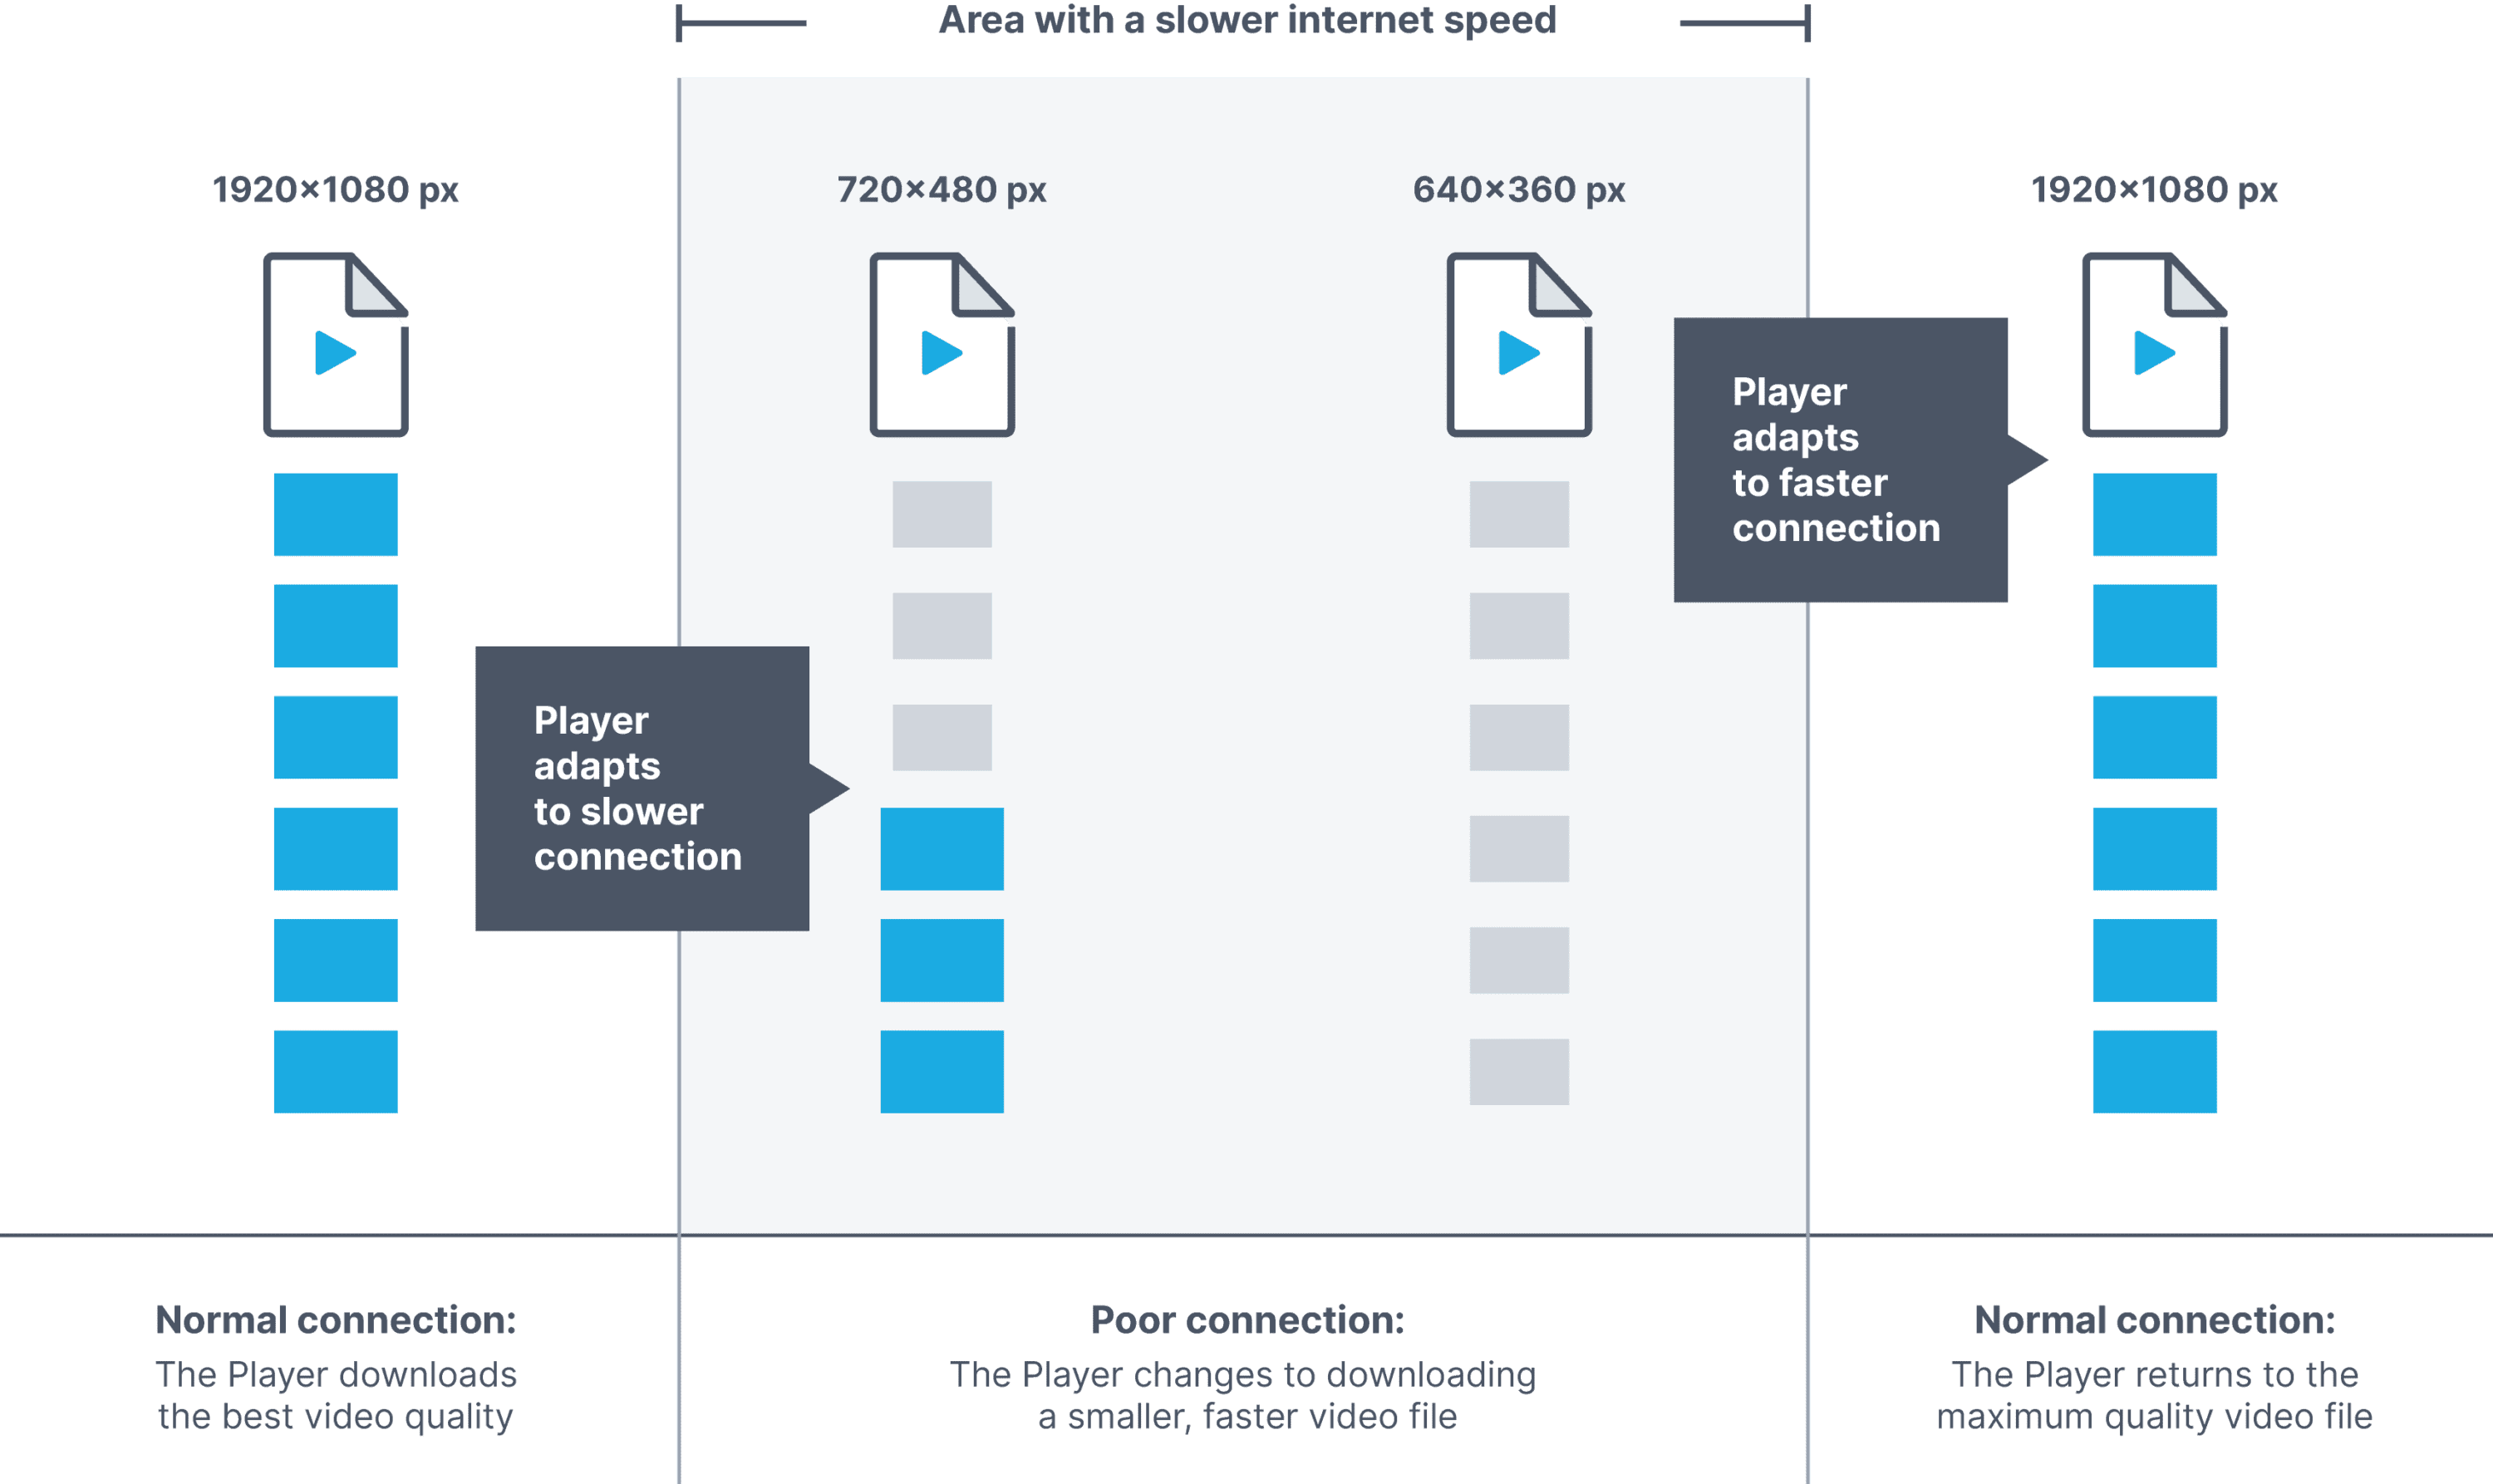 Area with a slower internet speed
1920×1080 px
720×480 px
640×360 px
1920×1080 px
Player
adapts
to faster
connection
Player
adapts
to slower
connection
Normal connection:
The Player downloads
the best video quality
Poor connection:
The Player changes to downloading
a smaller, faster video file
Normal connection:
The Player returns to the
maximum quality video file